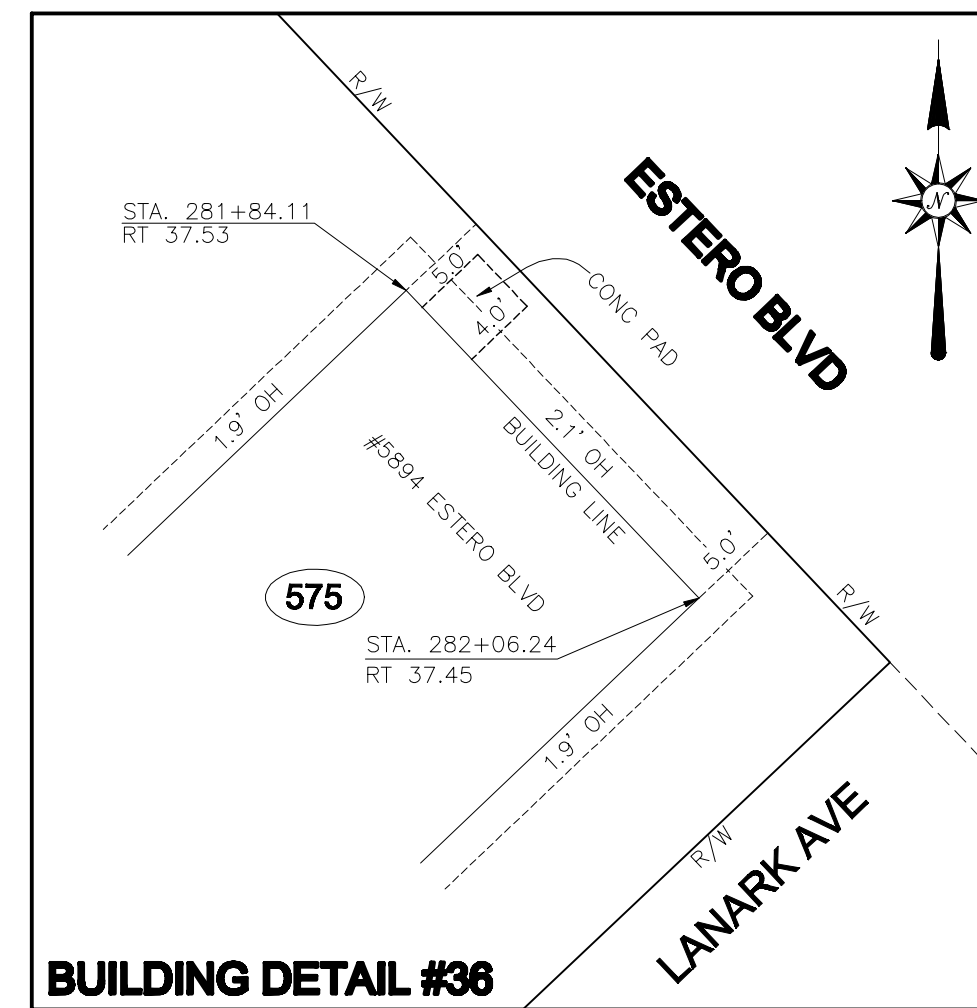 R/W
ESTERO BLVD
N
STA. 281+84.11
RT 37.53
5.0'
4.0'
CONC PAD
1.9' OH
2.1' OH
BUILDING LINE
#5894 ESTERO BLVD
5.0'
575
R/W
STA. 282+06.24
RT 37.45
1.9' OH
R/W
LANARK AVE
BUILDING DETAIL #36